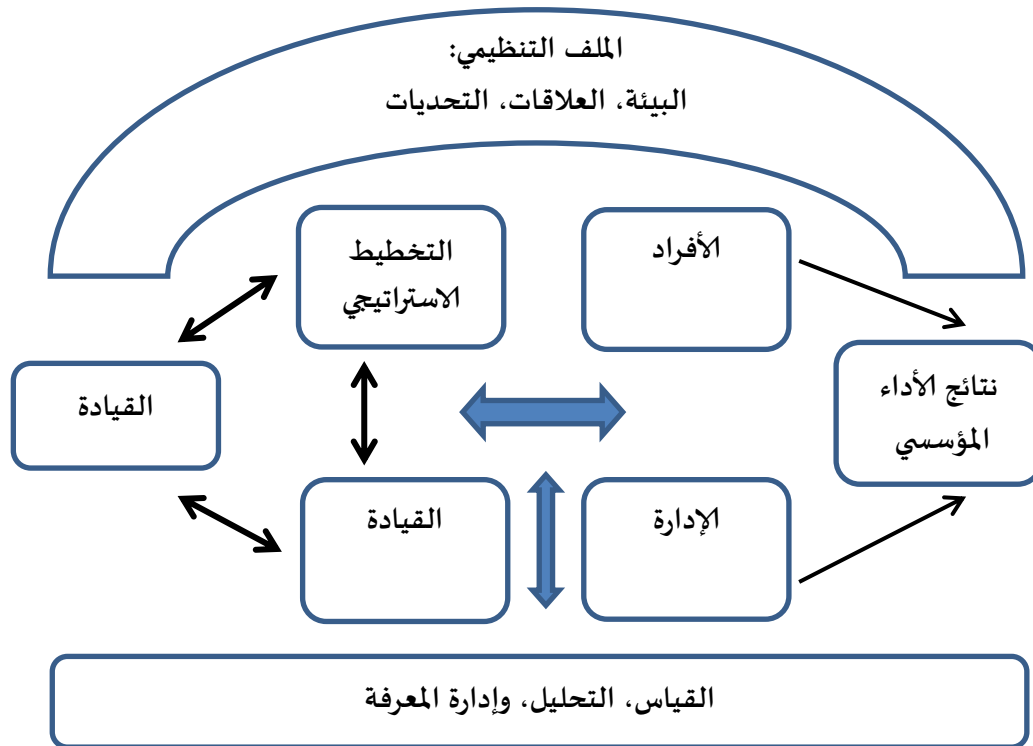 الملف التنظيمي:
البيئة، العلاقات، التحديات
الأفراد
التخطيط
الاستراتيجي
نتائج الأداء
المؤسسي
القيادة
الإدارة
القيادة
القياس، التحليل، وإدارة المعرفة